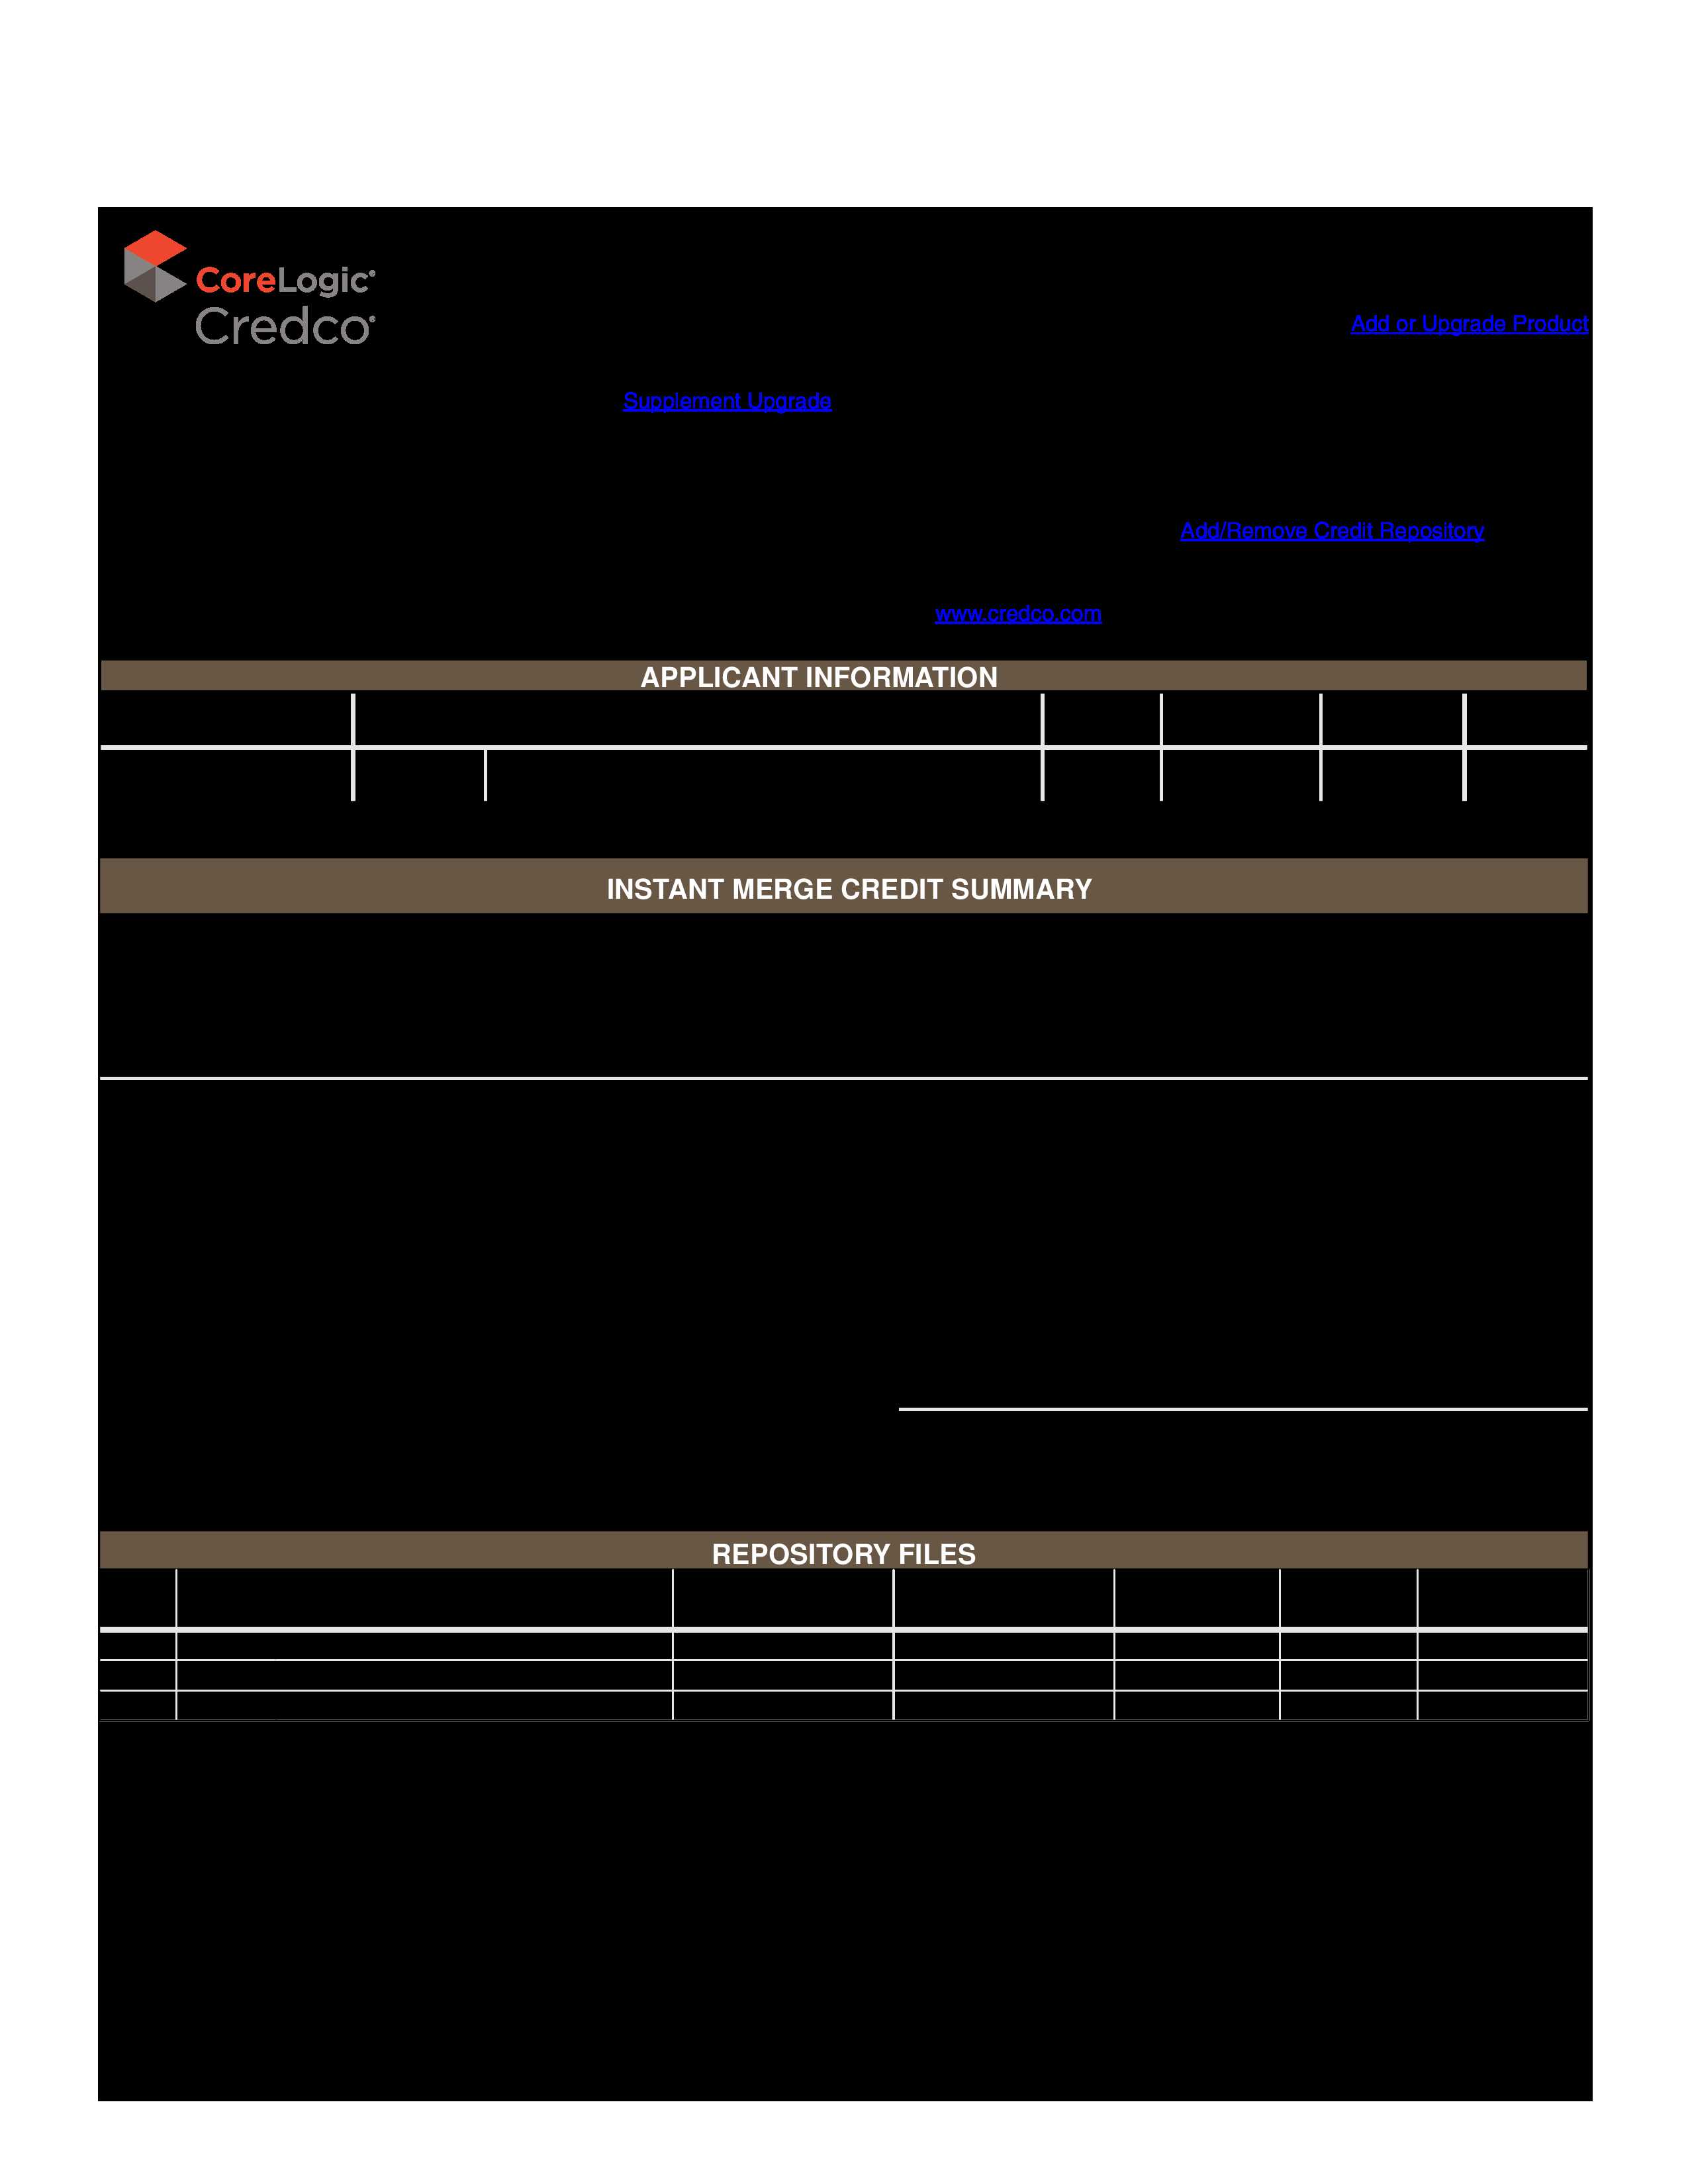 CoreLogic®
Credco®
Add or Upgrade Product
Supplement Upgrade
Add/Remove Credit Repository
www.credco.com
APPLICANT INFORMATION
INSTANT MERGE CREDIT SUMMARY
REPOSITORY FILES